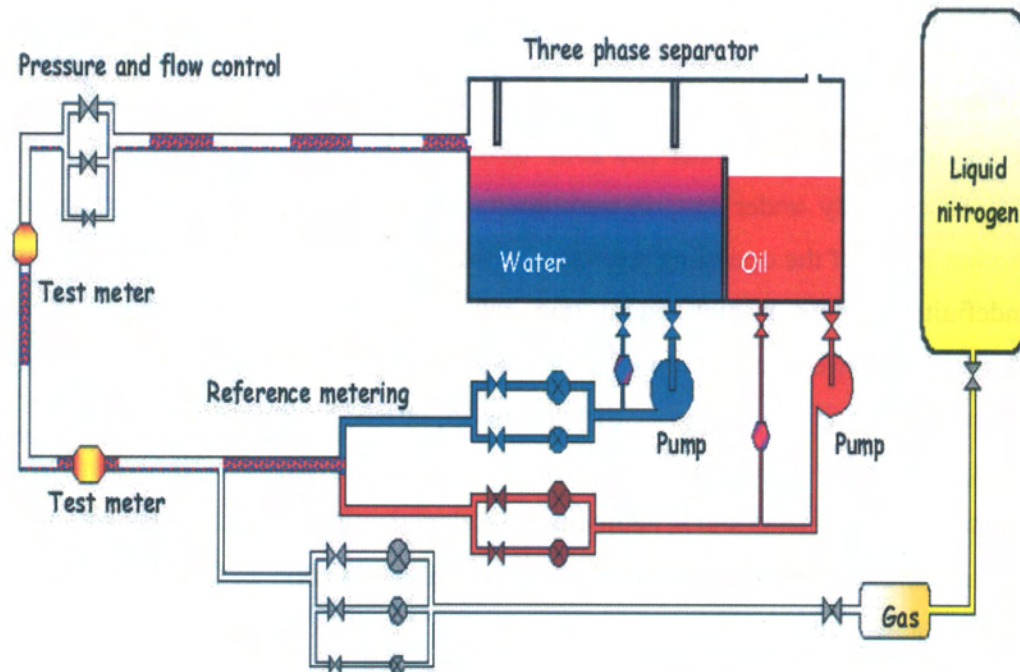 Three phase separator
Pressure and flow control
Liquid
nitrogen
Water
Oil
Test meter
Reference metering
Pump
Pump
Test meter
Gas